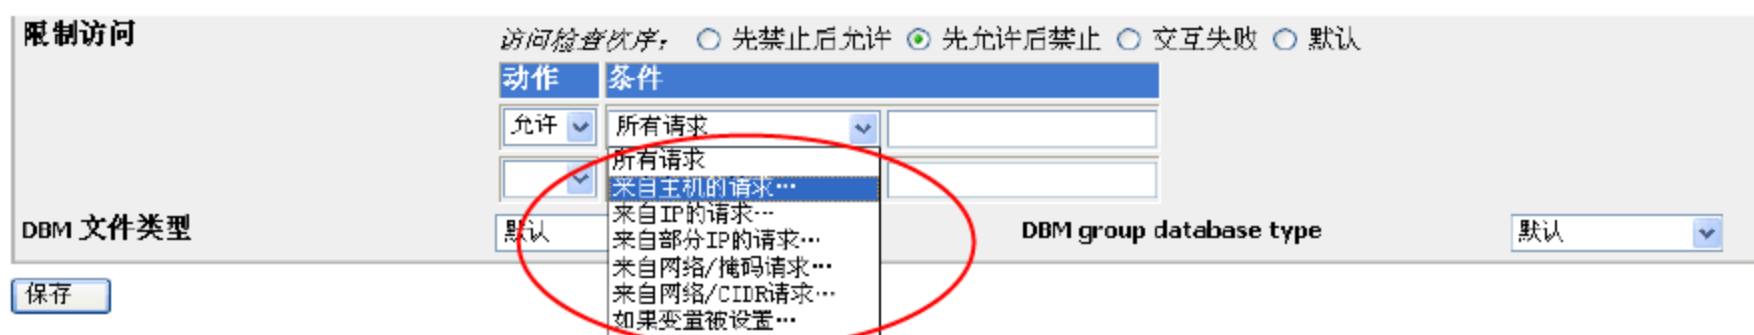 限制访问
访问检查次序： 先禁止后允许 先允许后禁止 交互失败 默认
动作 条件
允许 所有请求
所有请求
来自主机的请求…
来自IP的请求…
DBM 文件类型 默认 DBM group database type 默认
来自部分IP的请求…
来自网络/掩码请求…
来自网络/CIDR请求…
保存
如果变量被设置…